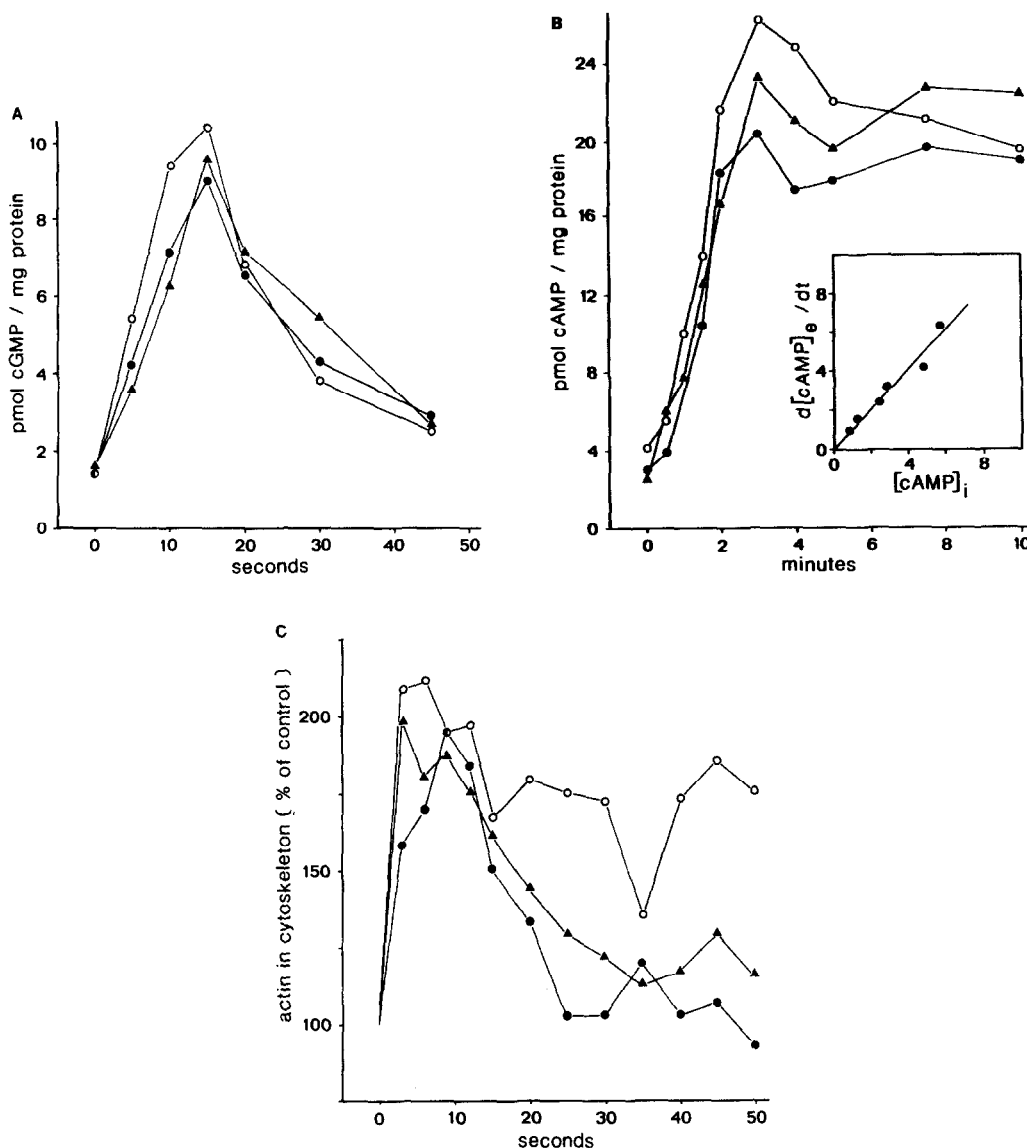 A
pmol cGMP / mg protein
10
8
6
4
2
0
0 10 20 30 40 50
seconds
B
pmol cAMP / mg protein
24
20
16
12
8
4
0
0 2 4 6 8 10
minutes
d[cAMP]e / dt
8
4
0
0 4 8
[cAMP]i
C
actin in cytoskeleton ( % of control )
200
150
100
0 10 20 30 40 50
seconds